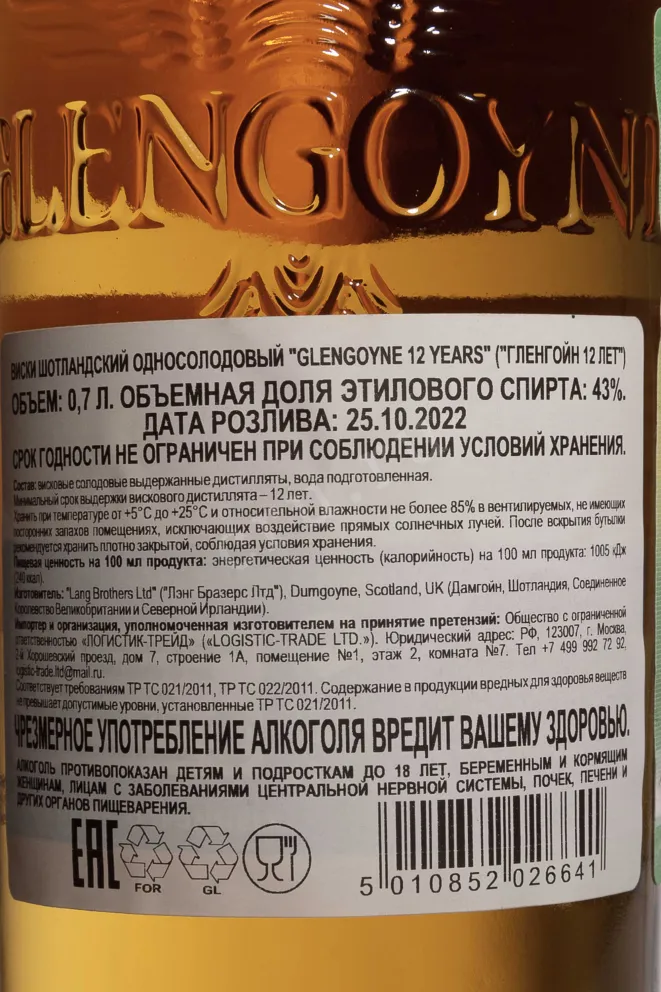 GLENGOYNE
ВИСКИ ШОТЛАНДСКИЙ ОДНОСОЛОДОВЫЙ "GLENGOYNE 12 YEARS" ("ГЛЕНГОЙН 12 ЛЕТ")
ОБЪЕМ: 0,7 Л. ОБЪЕМНАЯ ДОЛЯ ЭТИЛОВОГО СПИРТА: 43%.
ДАТА РОЗЛИВА: 25.10.2022
СРОК ГОДНОСТИ НЕ ОГРАНИЧЕН ПРИ СОБЛЮДЕНИИ УСЛОВИЙ ХРАНЕНИЯ.
Состав: висковые солодовые выдержанные дистилляты, вода подготовленная.
Минимальный срок выдержки вискового дистиллята – 12 лет.
Хранить при температуре от +5°С до +25°С и относительной влажности не более 85% в вентилируемых, не имеющих
посторонних запахов помещениях, исключающих воздействие прямых солнечных лучей. После вскрытия бутылки
рекомендуется хранить плотно закрытой, соблюдая условия хранения.
Пищевая ценность на 100 мл продукта: энергетическая ценность (калорийность) на 100 мл продукта: 1005 кДж
(240 ккал).
Изготовитель: "Lang Brothers Ltd" ("Лэнг Бразерс Лтд"), Dumgoyne, Scotland, UK (Дамгойн, Шотландия, Соединенное
Королевство Великобритании и Северной Ирландии).
Импортер и организация, уполномоченная изготовителем на принятие претензий: Общество с ограниченной
ответственностью «ЛОГИСТИК-ТРЕЙД» («LOGISTIC-TRADE LTD.»). Юридический адрес: РФ, 123007, г. Москва,
2-й Хорошевский проезд, дом 7, строение 1А, помещение №1, этаж 2, комната №7. Тел +7 499 992 72 92,
logistic-trade.ltd@mail.ru.
Соответствует требованиям ТР ТС 021/2011, ТР ТС 022/2011. Содержание в продукции вредных для здоровья веществ
не превышает допустимые уровни, установленные ТР ТС 021/2011.
ЧРЕЗМЕРНОЕ УПОТРЕБЛЕНИЕ АЛКОГОЛЯ ВРЕДИТ ВАШЕМУ ЗДОРОВЬЮ.
АЛКОГОЛЬ ПРОТИВОПОКАЗАН ДЕТЯМ И ПОДРОСТКАМ ДО 18 ЛЕТ, БЕРЕМЕННЫМ И КОРМЯЩИМ
ЖЕНЩИНАМ, ЛИЦАМ С ЗАБОЛЕВАНИЯМИ ЦЕНТРАЛЬНОЙ НЕРВНОЙ СИСТЕМЫ, ПОЧЕК, ПЕЧЕНИ И
ДРУГИХ ОРГАНОВ ПИЩЕВАРЕНИЯ.
EAC
FOR
GL
5 010852 026641